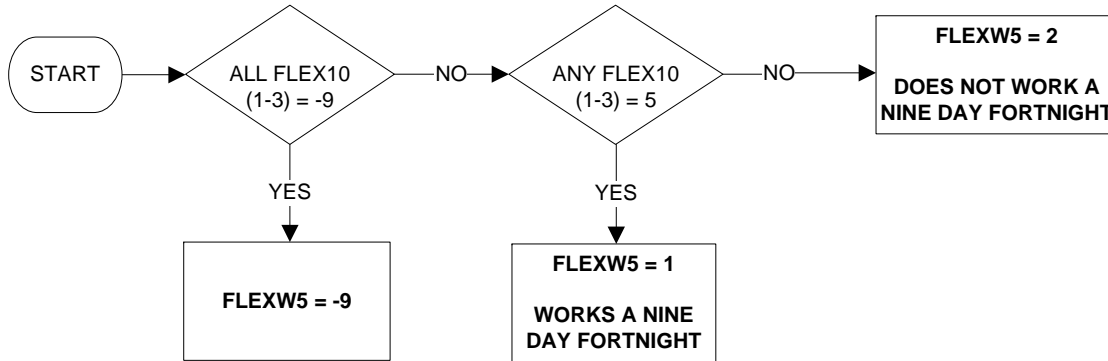 START
ALL FLEX10
(1-3) = -9
NO
ANY FLEX10
(1-3) = 5
NO
FLEXW5 = 2
DOES NOT WORK A
NINE DAY FORTNIGHT
YES
YES
FLEXW5 = -9
FLEXW5 = 1
WORKS A NINE
DAY FORTNIGHT